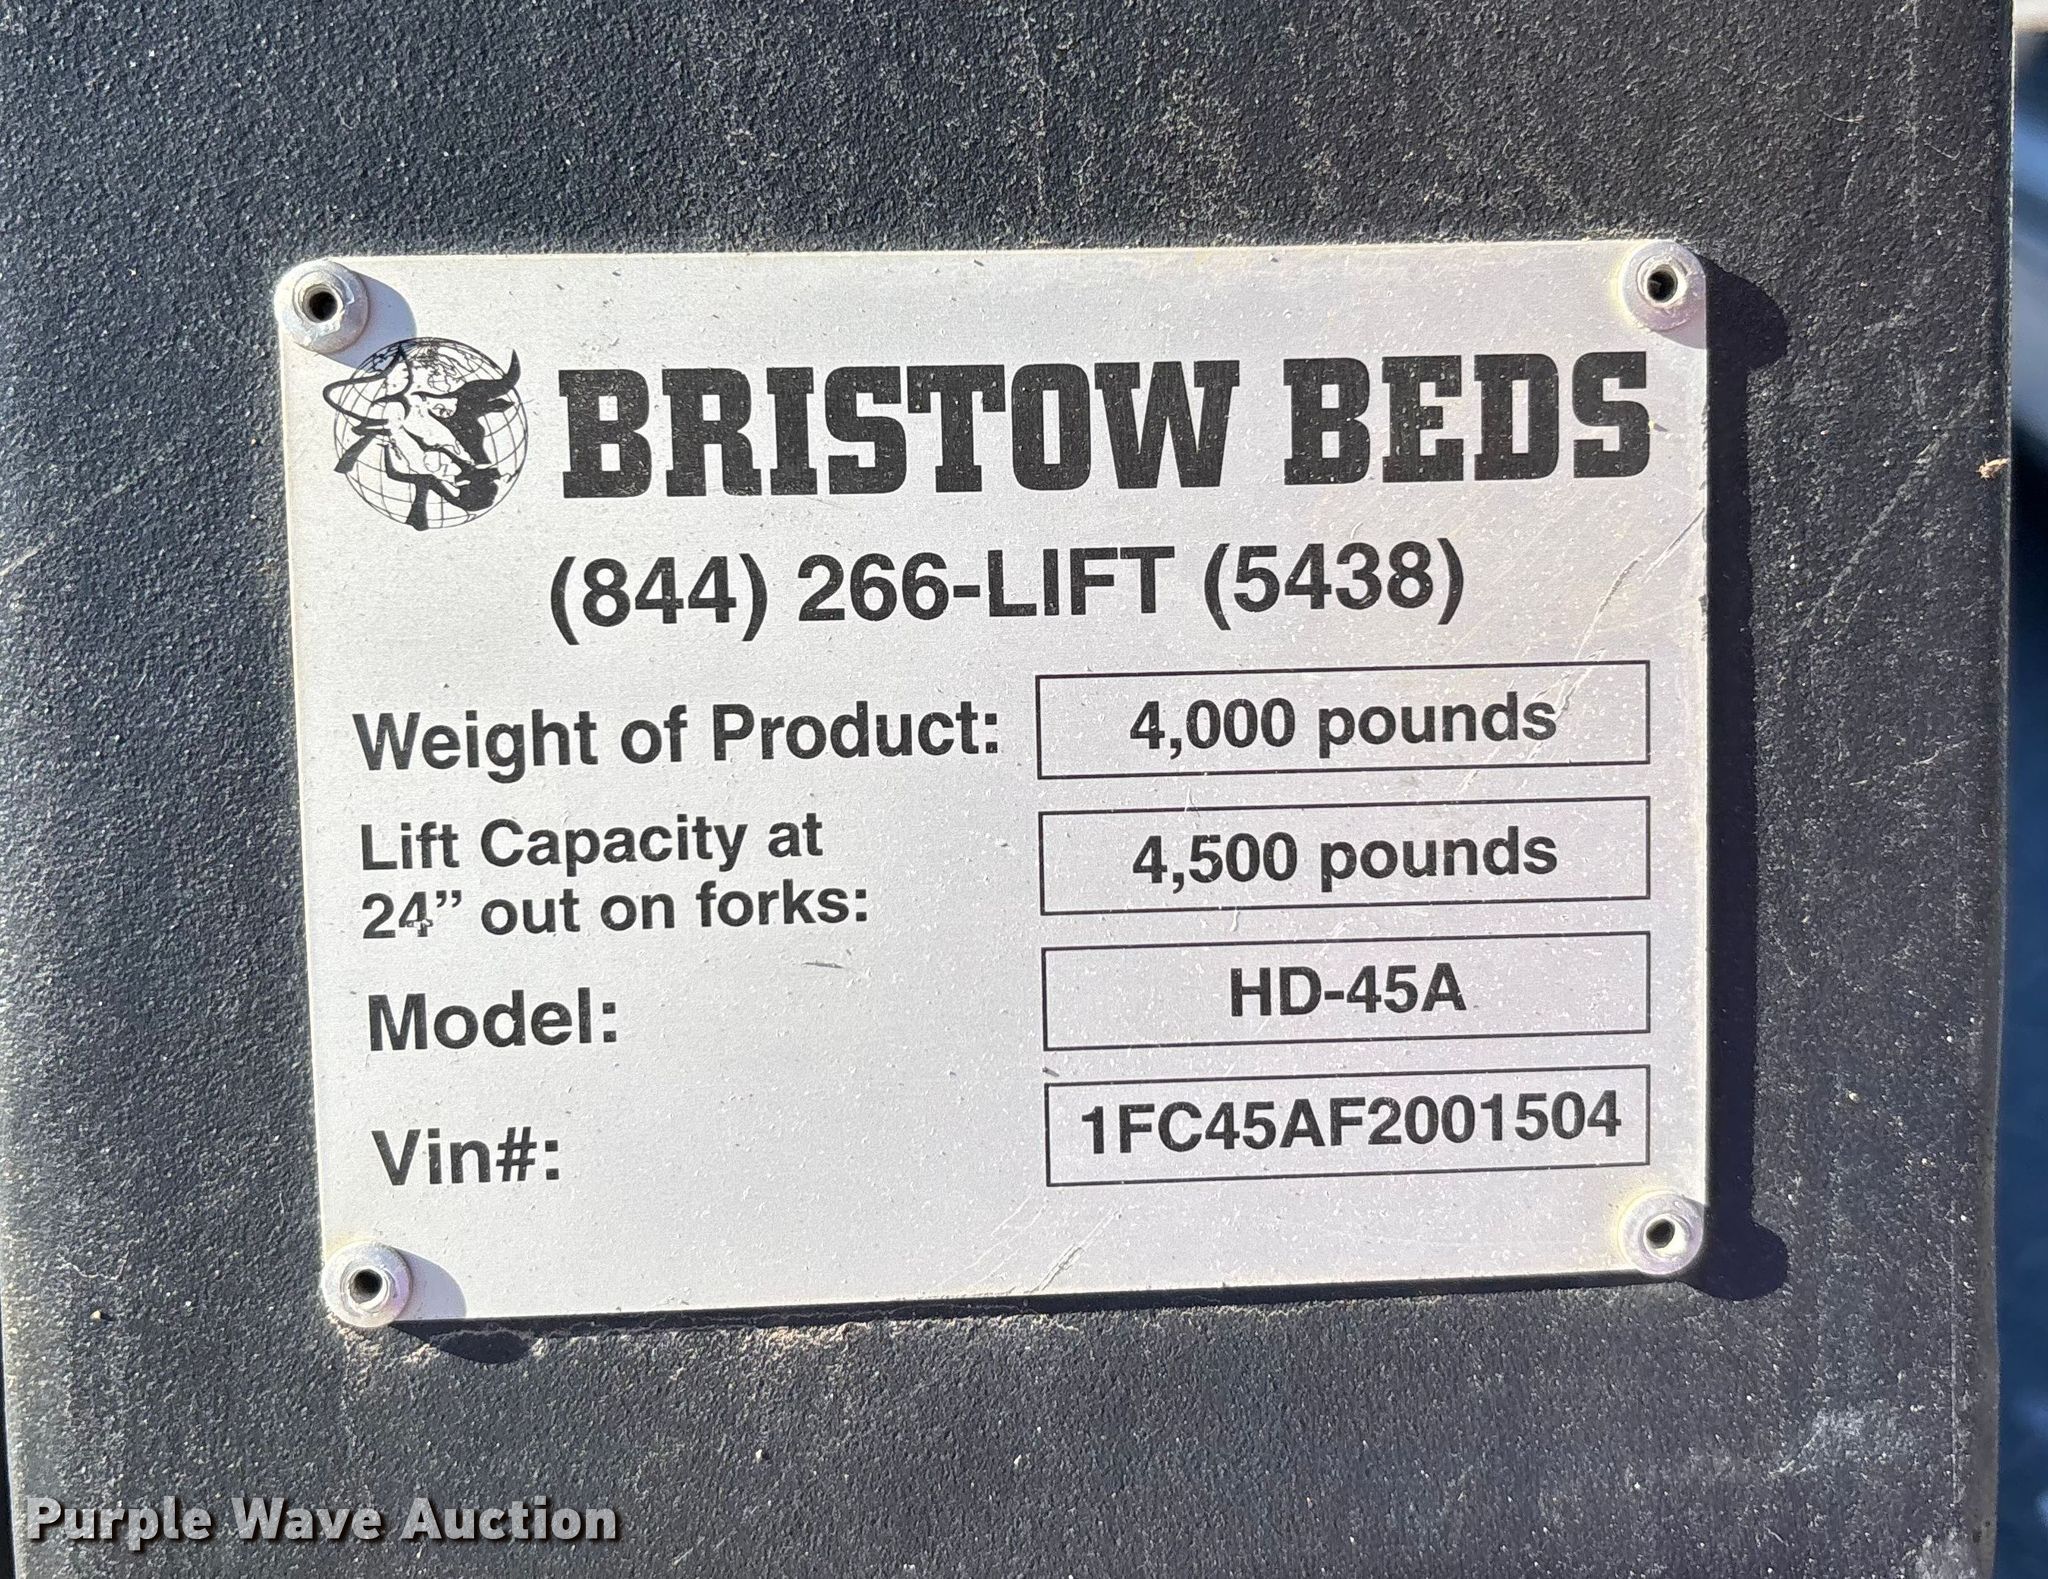 BRISTOW BEDS
(844) 266-LIFT (5438)
Weight of Product: 4,000 pounds
Lift Capacity at
24” out on forks: 4,500 pounds
Model: HD-45A
Vin#: 1FC45AF2001504
Purple Wave Auction